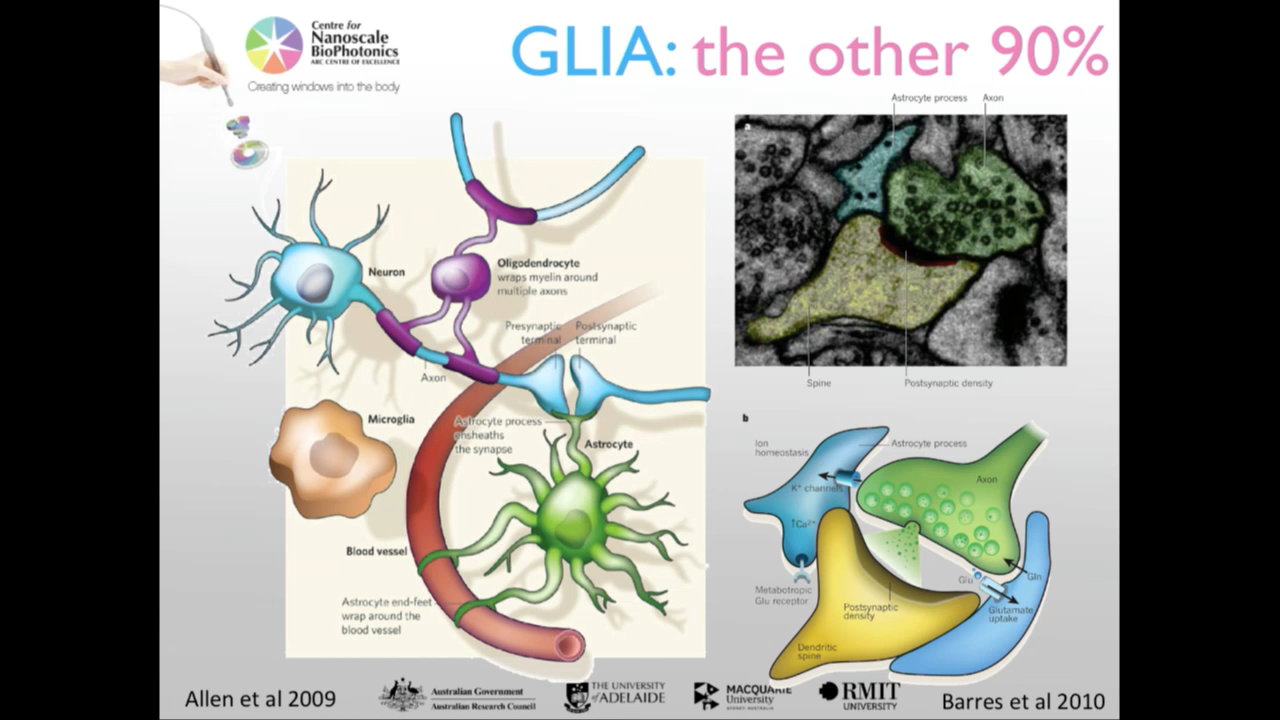 Centre for
Nanoscale
BioPhotonics
ARC CENTRE OF EXCELLENCE
Creating windows into the body
GLIA: the other 90%
Neuron
Oligodendrocyte
wraps myelin around
multiple axons
Presynaptic
terminal
Postsynaptic
terminal
Axon
Microglia
Astrocyte process
ensheaths
the synapse
Astrocyte
Blood vessel
Astrocyte end-feet
wrap around the
blood vessel
Astrocyte process
Axon
a
Spine
Postsynaptic density
b
Ion
homeostasis
Astrocyte process
K+ channels
Axon
↑Ca2+
Metabotropic
Glu receptor
Glu
Gln
Glutamate
uptake
Postsynaptic
density
Dendritic
spine
Allen et al 2009
Australian Government
Australian Research Council
THE UNIVERSITY
of ADELAIDE
MACQUARIE
University
SYDNEY·AUSTRALIA
RMIT
UNIVERSITY
Barres et al 2010